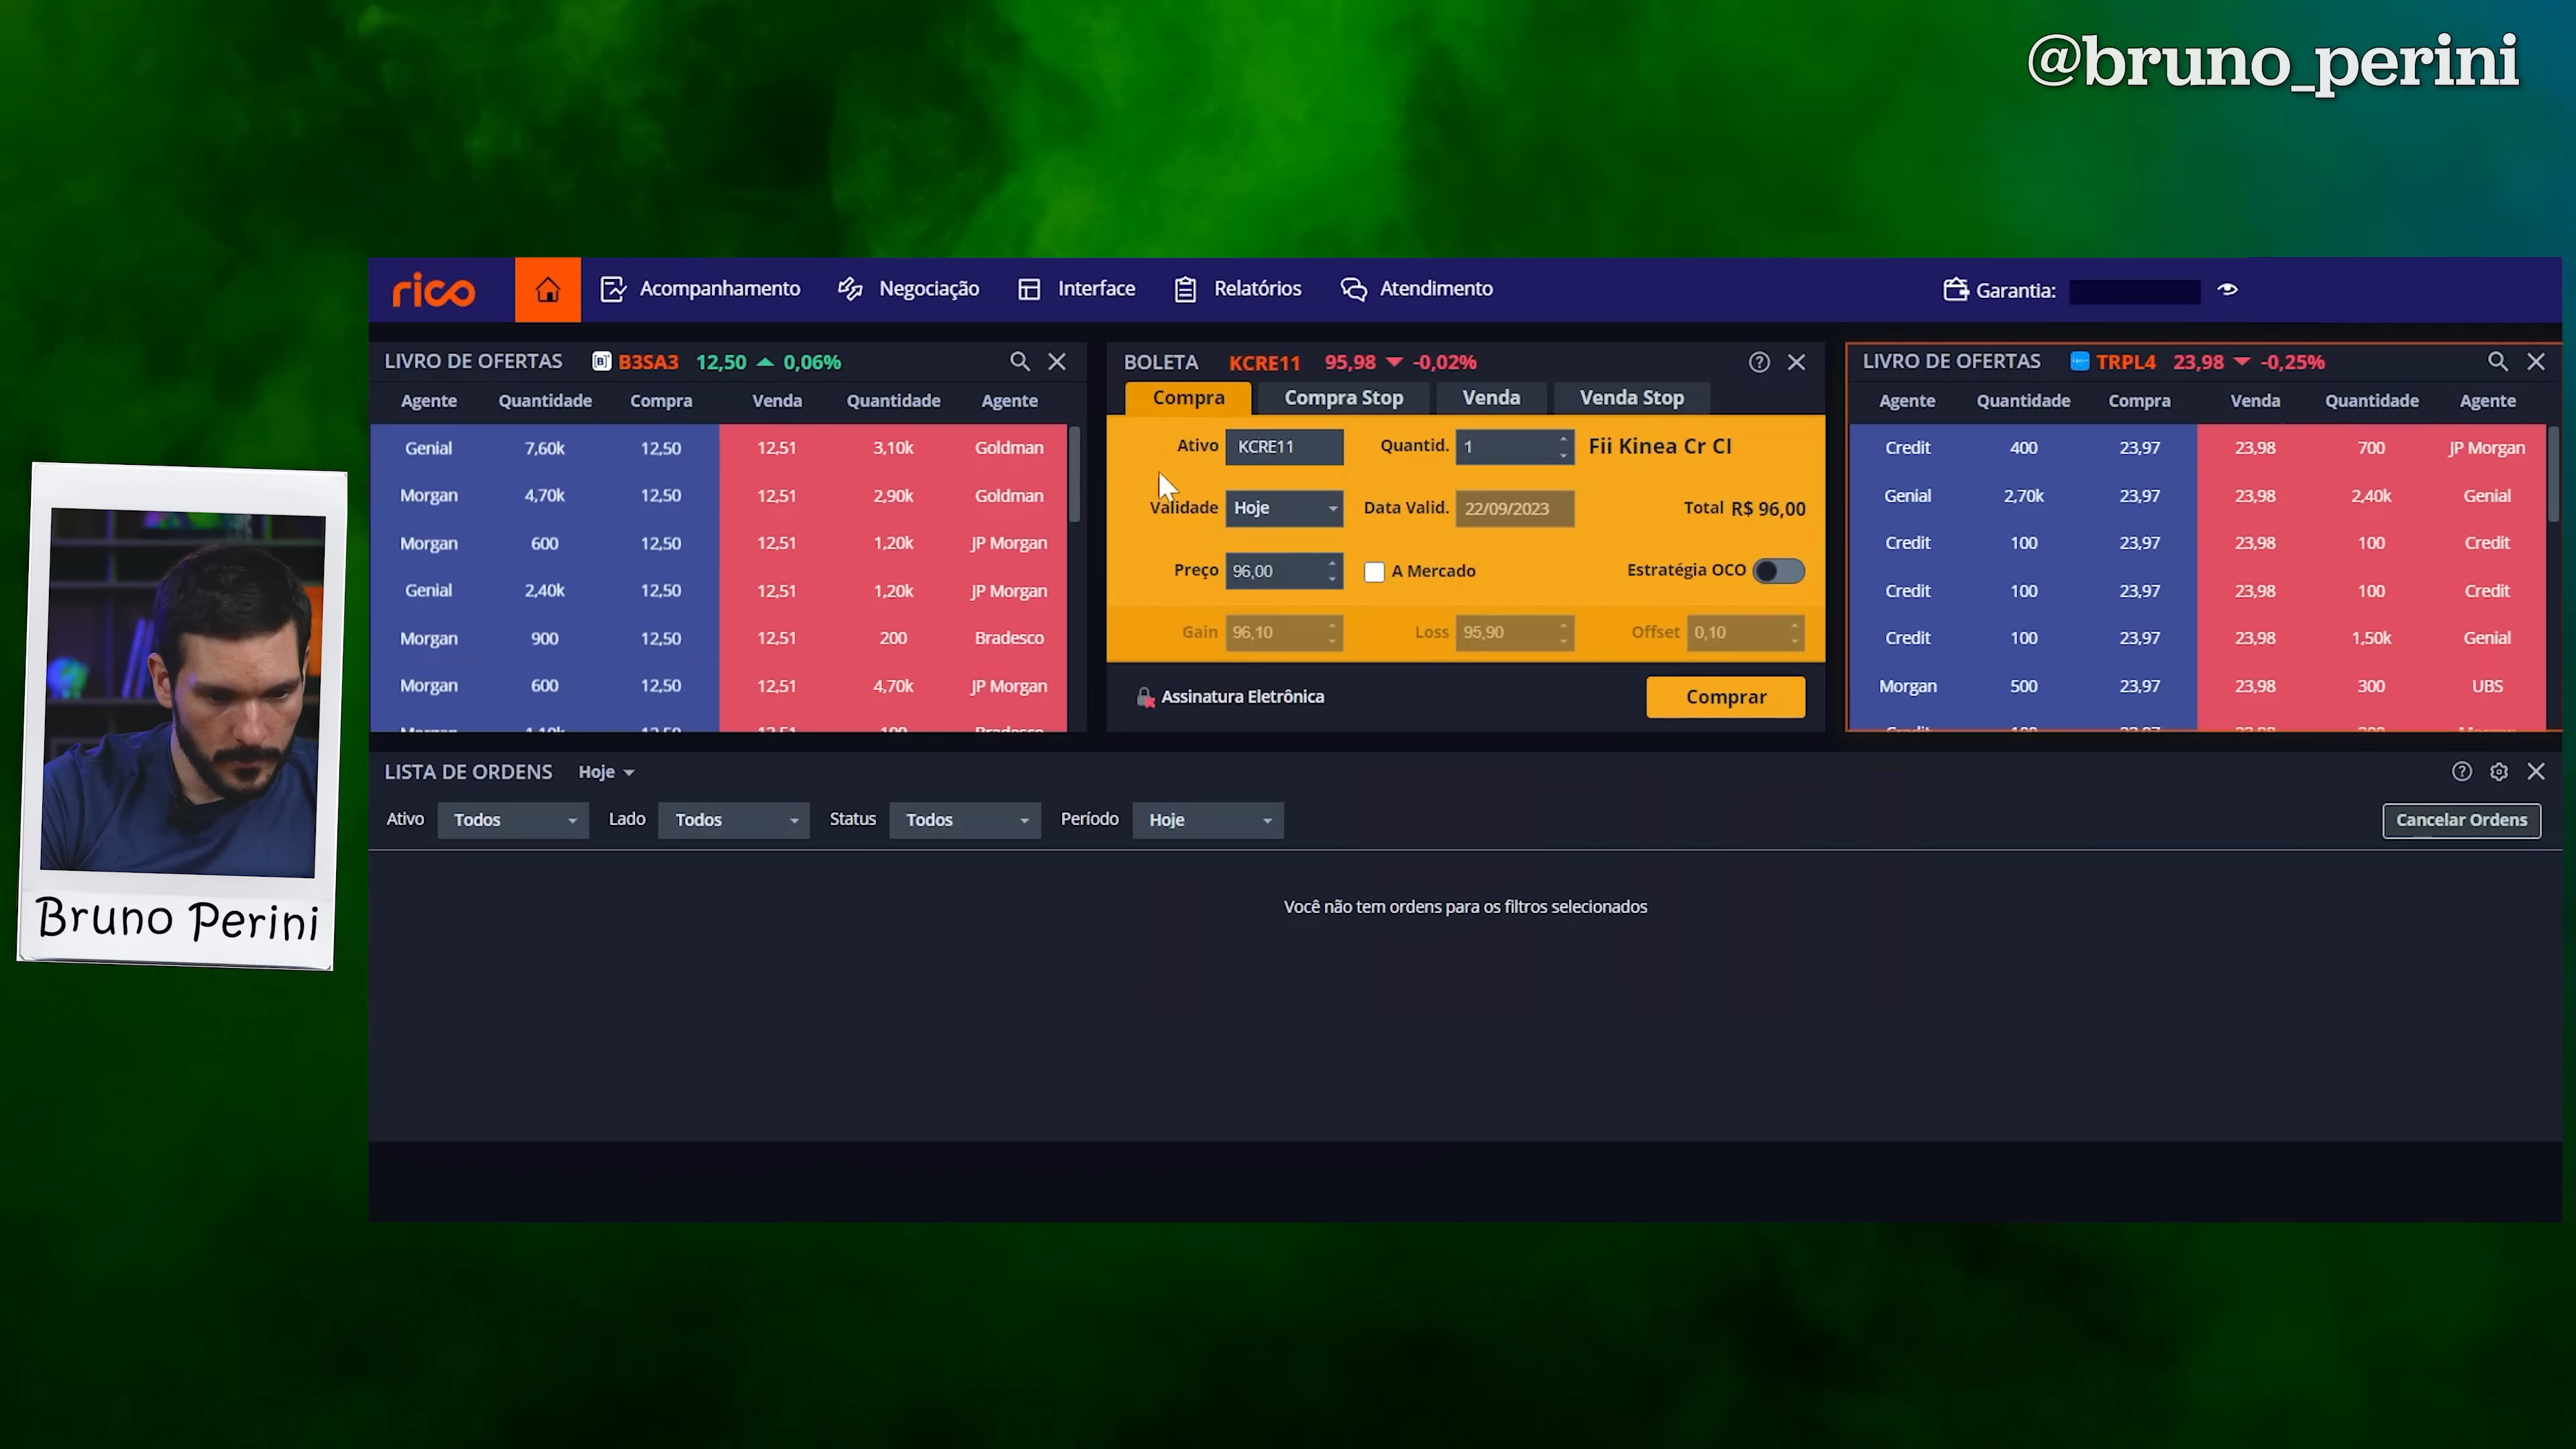 @bruno_perini
rico Acompanhamento Negociação Interface Relatórios Atendimento Garantia:
LIVRO DE OFERTAS B3SA3 12,50 0,06%
Agente Quantidade Compra Venda Quantidade Agente
Genial 7,60k 12,50 12,51 3,10k Goldman
Morgan 4,70k 12,50 12,51 2,90k Goldman
Morgan 600 12,50 12,51 1,20k JP Morgan
Genial 2,40k 12,50 12,51 1,20k JP Morgan
Morgan 900 12,50 12,51 200 Bradesco
Morgan 600 12,50 12,51 4,70k JP Morgan
BOLETA KCRE11 95,98 -0,02%
Compra Compra Stop Venda Venda Stop
Ativo KCRE11 Quantid. 1 Fii Kinea Cr CI
Validade Hoje Data Valid. 22/09/2023 Total R$ 96,00
Preço 96,00 A Mercado Estratégia OCO
Gain 96,10 Loss 95,90 Offset 0,10
Assinatura Eletrônica Comprar
LIVRO DE OFERTAS TRPL4 23,98 -0,25%
Agente Quantidade Compra Venda Quantidade Agente
Credit 400 23,97 23,98 700 JP Morgan
Genial 2,70k 23,97 23,98 2,40k Genial
Credit 100 23,97 23,98 100 Credit
Credit 100 23,97 23,98 100 Credit
Credit 100 23,97 23,98 1,50k Genial
Morgan 500 23,97 23,98 300 UBS
LISTA DE ORDENS Hoje
Ativo Todos Lado Todos Status Todos Período Hoje Cancelar Ordens
Você não tem ordens para os filtros selecionados
Bruno Perini